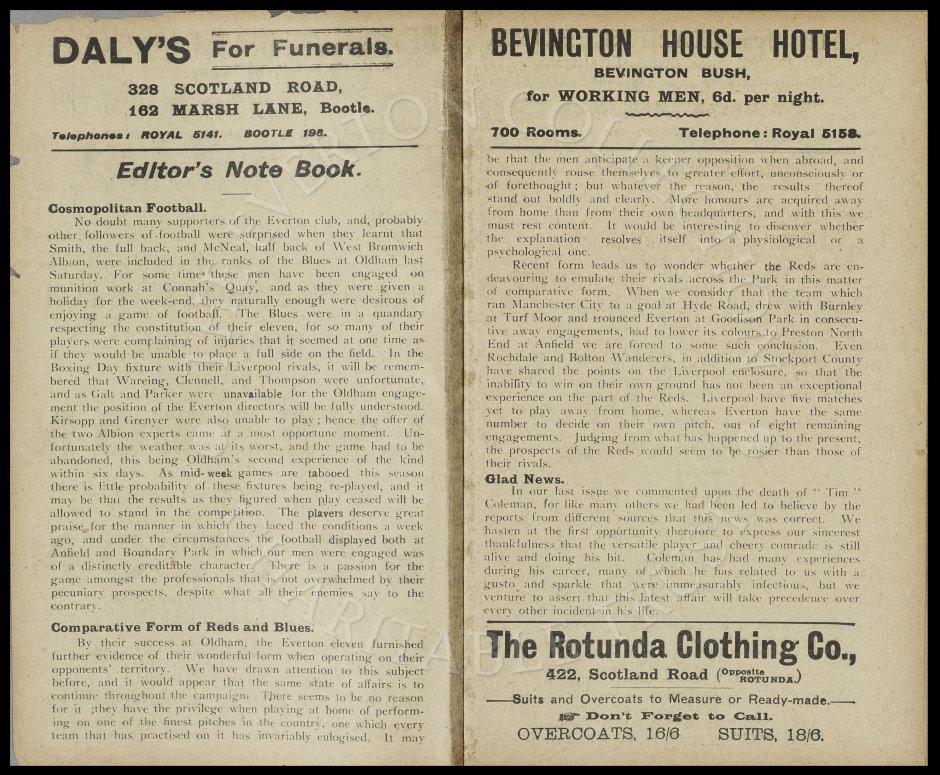 DALY'S For Funerals.
328 SCOTLAND ROAD,
162 MARSH LANE, Bootle.
Telephones: ROYAL 5141. BOOTLE 198.
Editor's Note Book.
Cosmopolitan Football.
No doubt many supporters of the Everton club, and, probably
other followers of football were surprised when they learnt that
Smith, the full back, and McNeal, half back of West Bromwich
Albion, were included in the ranks of the Blues at Oldham last
Saturday. For some time these men have been engaged on
munition work at Connah's Quay, and as they were given a
holiday for the week-end, they naturally enough were desirous of
enjoying a game of football. The Blues were in a quandary
respecting the constitution of their eleven, for so many of their
players were complaining of injuries that it seemed at one time as
if they would be unable to place a full side on the field. In the
Boxing Day fixture with their Liverpool rivals, it will be remem-
bered that Wareing, Clennell, and Thompson were unfortunate,
and as Galt and Parker were unavailable for the Oldham engage-
ment the position of the Everton directors will be fully understood.
Kirsopp and Grenyer were also unable to play; hence the offer of
the two Albion experts came at a most opportune moment. Un-
fortunately the weather was at its worst, and the game had to be
abandoned, this being Oldham's second experience of the kind
within six days. As mid-week games are tabooed this season
there is little probability of these fixtures being re-played, and it
may be that the results as they figured when play ceased will be
allowed to stand in the competition. The players deserve great
praise for the manner in which they faced the conditions a week
ago, and under the circumstances the football displayed both at
Anfield and Boundary Park in which our men were engaged was
of a distinctly creditable character. There is a passion for the
game amongst the professionals that is not overwhelmed by their
pecuniary prospects, despite what all their enemies say to the
contrary.
Comparative Form of Reds and Blues.
By their success at Oldham, the Everton eleven furnished
further evidence of their wonderful form when operating on their
opponents' territory. We have drawn attention to this subject
before, and it would appear that the same state of affairs is to
continue throughout the campaign. There seems to be no reason
for it ;they have the privilege when playing at home of perform-
ing on one of the finest pitches in the country, one which every
team that has practised on it has invariably eulogised. It may
BEVINGTON HOUSE HOTEL,
BEVINGTON BUSH,
for WORKING MEN, 6d. per night.
700 Rooms. Telephone: Royal 5158.
be that the men anticipate a keener opposition when abroad, and
consequently rouse themselves to greater effort, unconsciously or
of forethought; but whatever the reason, the results thereof
stand out boldly and clearly. More honours are acquired away
from home than from their own headquarters, and with this we
must rest content. It would be interesting to discover whether
the explanation resolves itself into a physiological or a
psychological one.
Recent form leads us to wonder whether the Reds are en-
deavouring to emulate their rivals across the Park in this matter
of comparative form. When we consider that the team which
ran Manchester City to a goal at Hyde Road, drew with Burnley
at Turf Moor and trounced Everton at Goodison Park in consecu-
tive away engagements, had to lower its colours to Preston North
End at Anfield we are forced to some such conclusion. Even
Rochdale and Bolton Wanderers, in addition to Stockport County
have shared the points on the Liverpool enclosure, so that the
inability to win on their own ground has not been an exceptional
experience on the part of the Reds. Liverpool have five matches
yet to play away from home, whereas Everton have the same
number to decide on their own pitch, out of eight remaining
engagements. Judging from what has happened up to the present,
the prospects of the Reds would seem to be rosier than those of
their rivals.
Glad News.
In our last issue we commented upon the death of "Tim"
Coleman, for like many others we had been led to believe by the
reports from different sources that this news was correct. We
hasten at the first opportunity therefore to express our sincerest
thankfulness that the versatile player and cheery comrade is still
alive and doing his bit. Coleman has had many experiences
during his career, many of which he has related to us with a
gusto and sparkle that were immeasurably infectious, but we
venture to assert that this latest affair will take precedence over
every other incident in his life.
The Rotunda Clothing Co.,
422, Scotland Road (Opposite ROTUNDA.)
Suits and Overcoats to Measure or Ready-made.
☞ Don't Forget to Call.
OVERCOATS, 16/6 SUITS, 18/6.